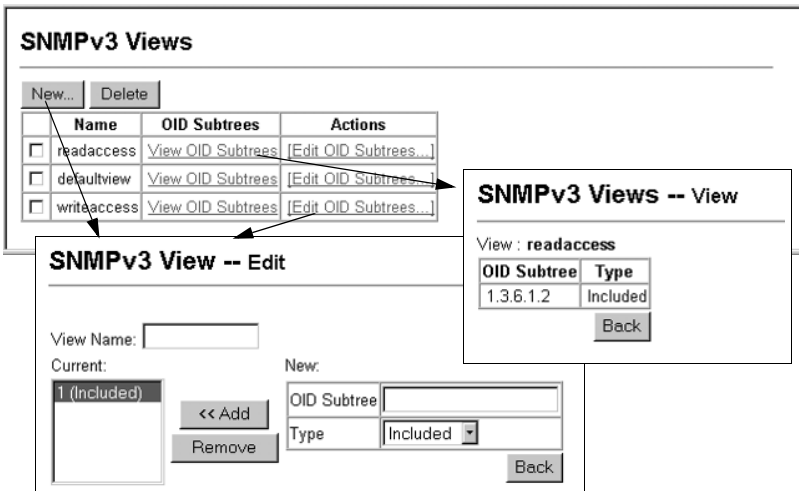 SNMPv3 Views
New... Delete
Name OID Subtrees Actions
readaccess View OID Subtrees [Edit OID Subtrees...]
defaultview View OID Subtrees [Edit OID Subtrees...]
writeaccess View OID Subtrees [Edit OID Subtrees...]
SNMPv3 Views -- View
View : readaccess
OID Subtree Type
1.3.6.1.2 Included
Back
SNMPv3 View -- Edit
View Name:
Current:
1 (Included)
<< Add
Remove
New:
OID Subtree
Type Included
Back